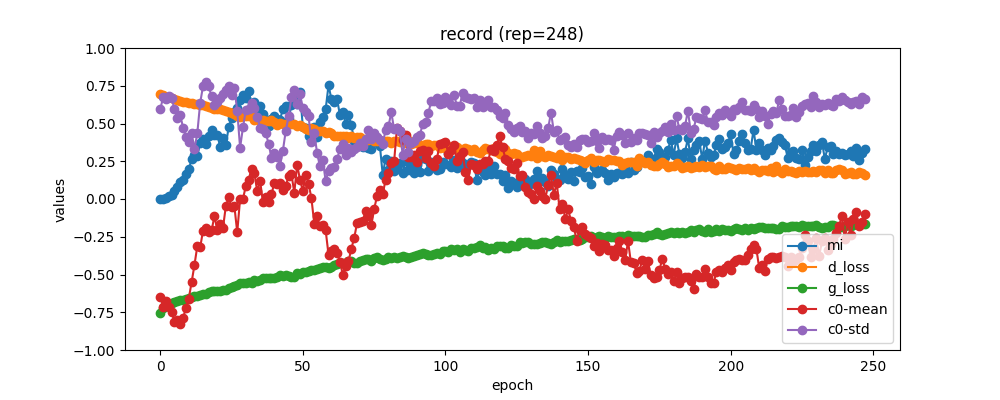 record (rep=248)
1.00
0.75
0.50
0.25
0.00
−0.25
−0.50
−0.75
−1.00
values
0 50 100 150 200 250
epoch
mi
d_loss
g_loss
c0-mean
c0-std